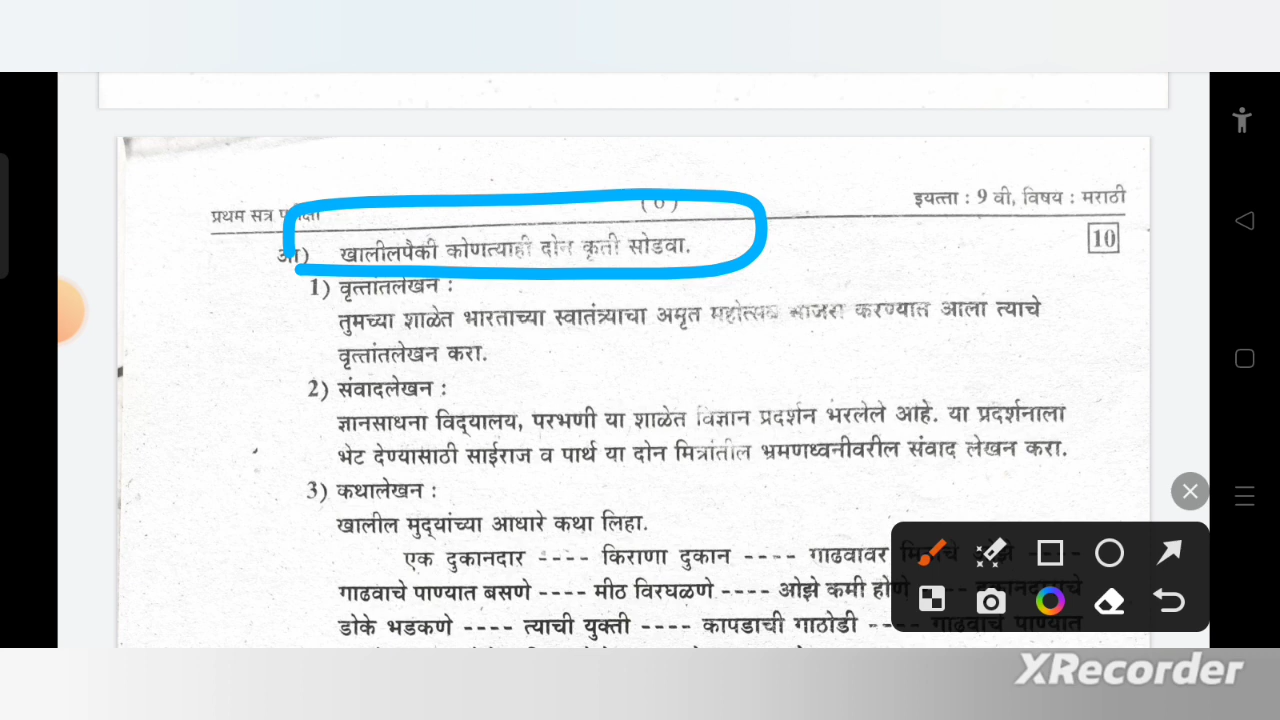 प्रथम सत्र परीक्षा
इयत्ता : 9 वी, विषय : मराठी
आ) खालीलपैकी कोणत्याही दोन कृती सोडवा. 10
1) वृत्तांतलेखन :
तुमच्या शाळेत भारताच्या स्वातंत्र्याचा अमृत महोत्सव साजरा करण्यात आला त्याचे
वृत्तांतलेखन करा.
2) संवादलेखन :
ज्ञानसाधना विद्‌यालय, परभणी या शाळेत विज्ञान प्रदर्शन भरलेले आहे. या प्रदर्शनाला
भेट देण्यासाठी साईराज व पार्थ या दोन मित्रांतील भ्रमणध्वनीवरील संवाद लेखन करा.
3) कथालेखन :
खालील मुद्‌यांच्या आधारे कथा लिहा.
एक दुकानदार ---- किराणा दुकान ---- गाढवावर मिठाचे ओझे ----
गाढवाचे पाण्यात बसणे ---- मीठ विरघळणे ---- ओझे कमी होणे
डोके भडकणे ---- त्याची युक्ती ---- कापडाची गाठोडी ---- गाढवाचे पाण्यात
XRecorder